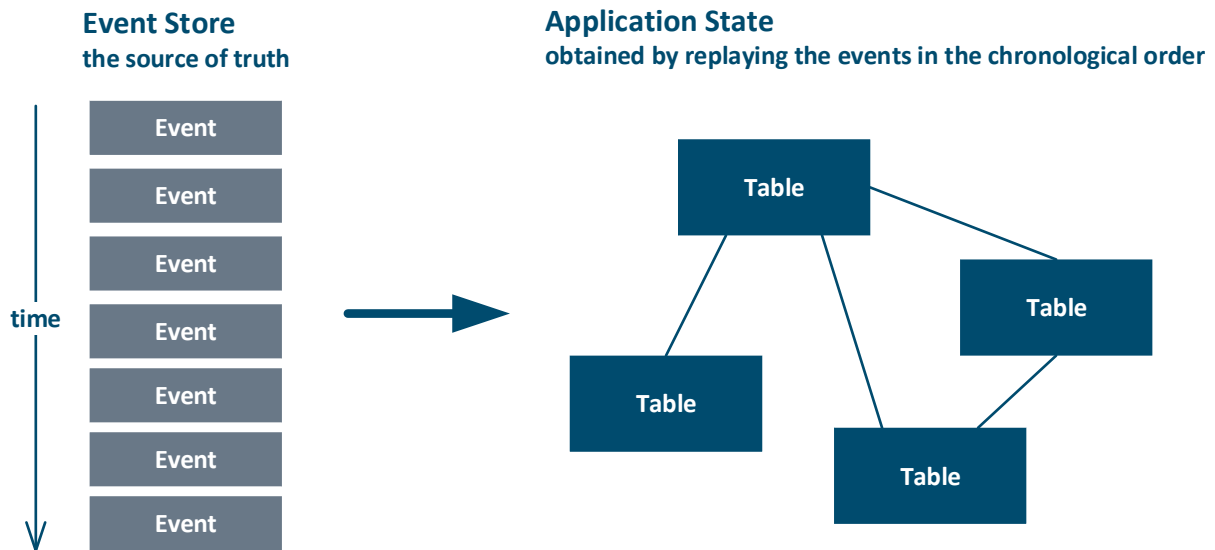 Event Store
the source of truth
Application State
obtained by replaying the events in the chronological order
time
Event
Event
Event
Event
Event
Event
Event
Table
Table
Table
Table